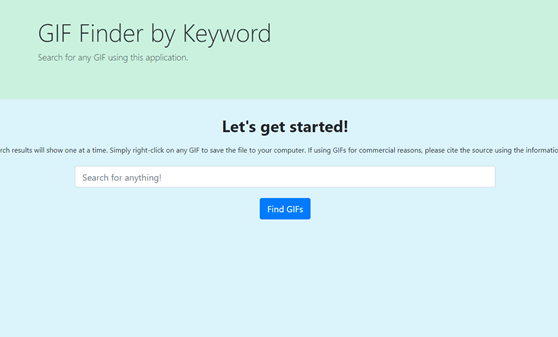 GIF Finder by Keyword
Search for any GIF using this application.
Let's get started!
results will show one at a time. Simply right-click on any GIF to save the file to your computer. If using GIFs for commercial reasons, please cite the source using the
Search for anything!
Find GIFs